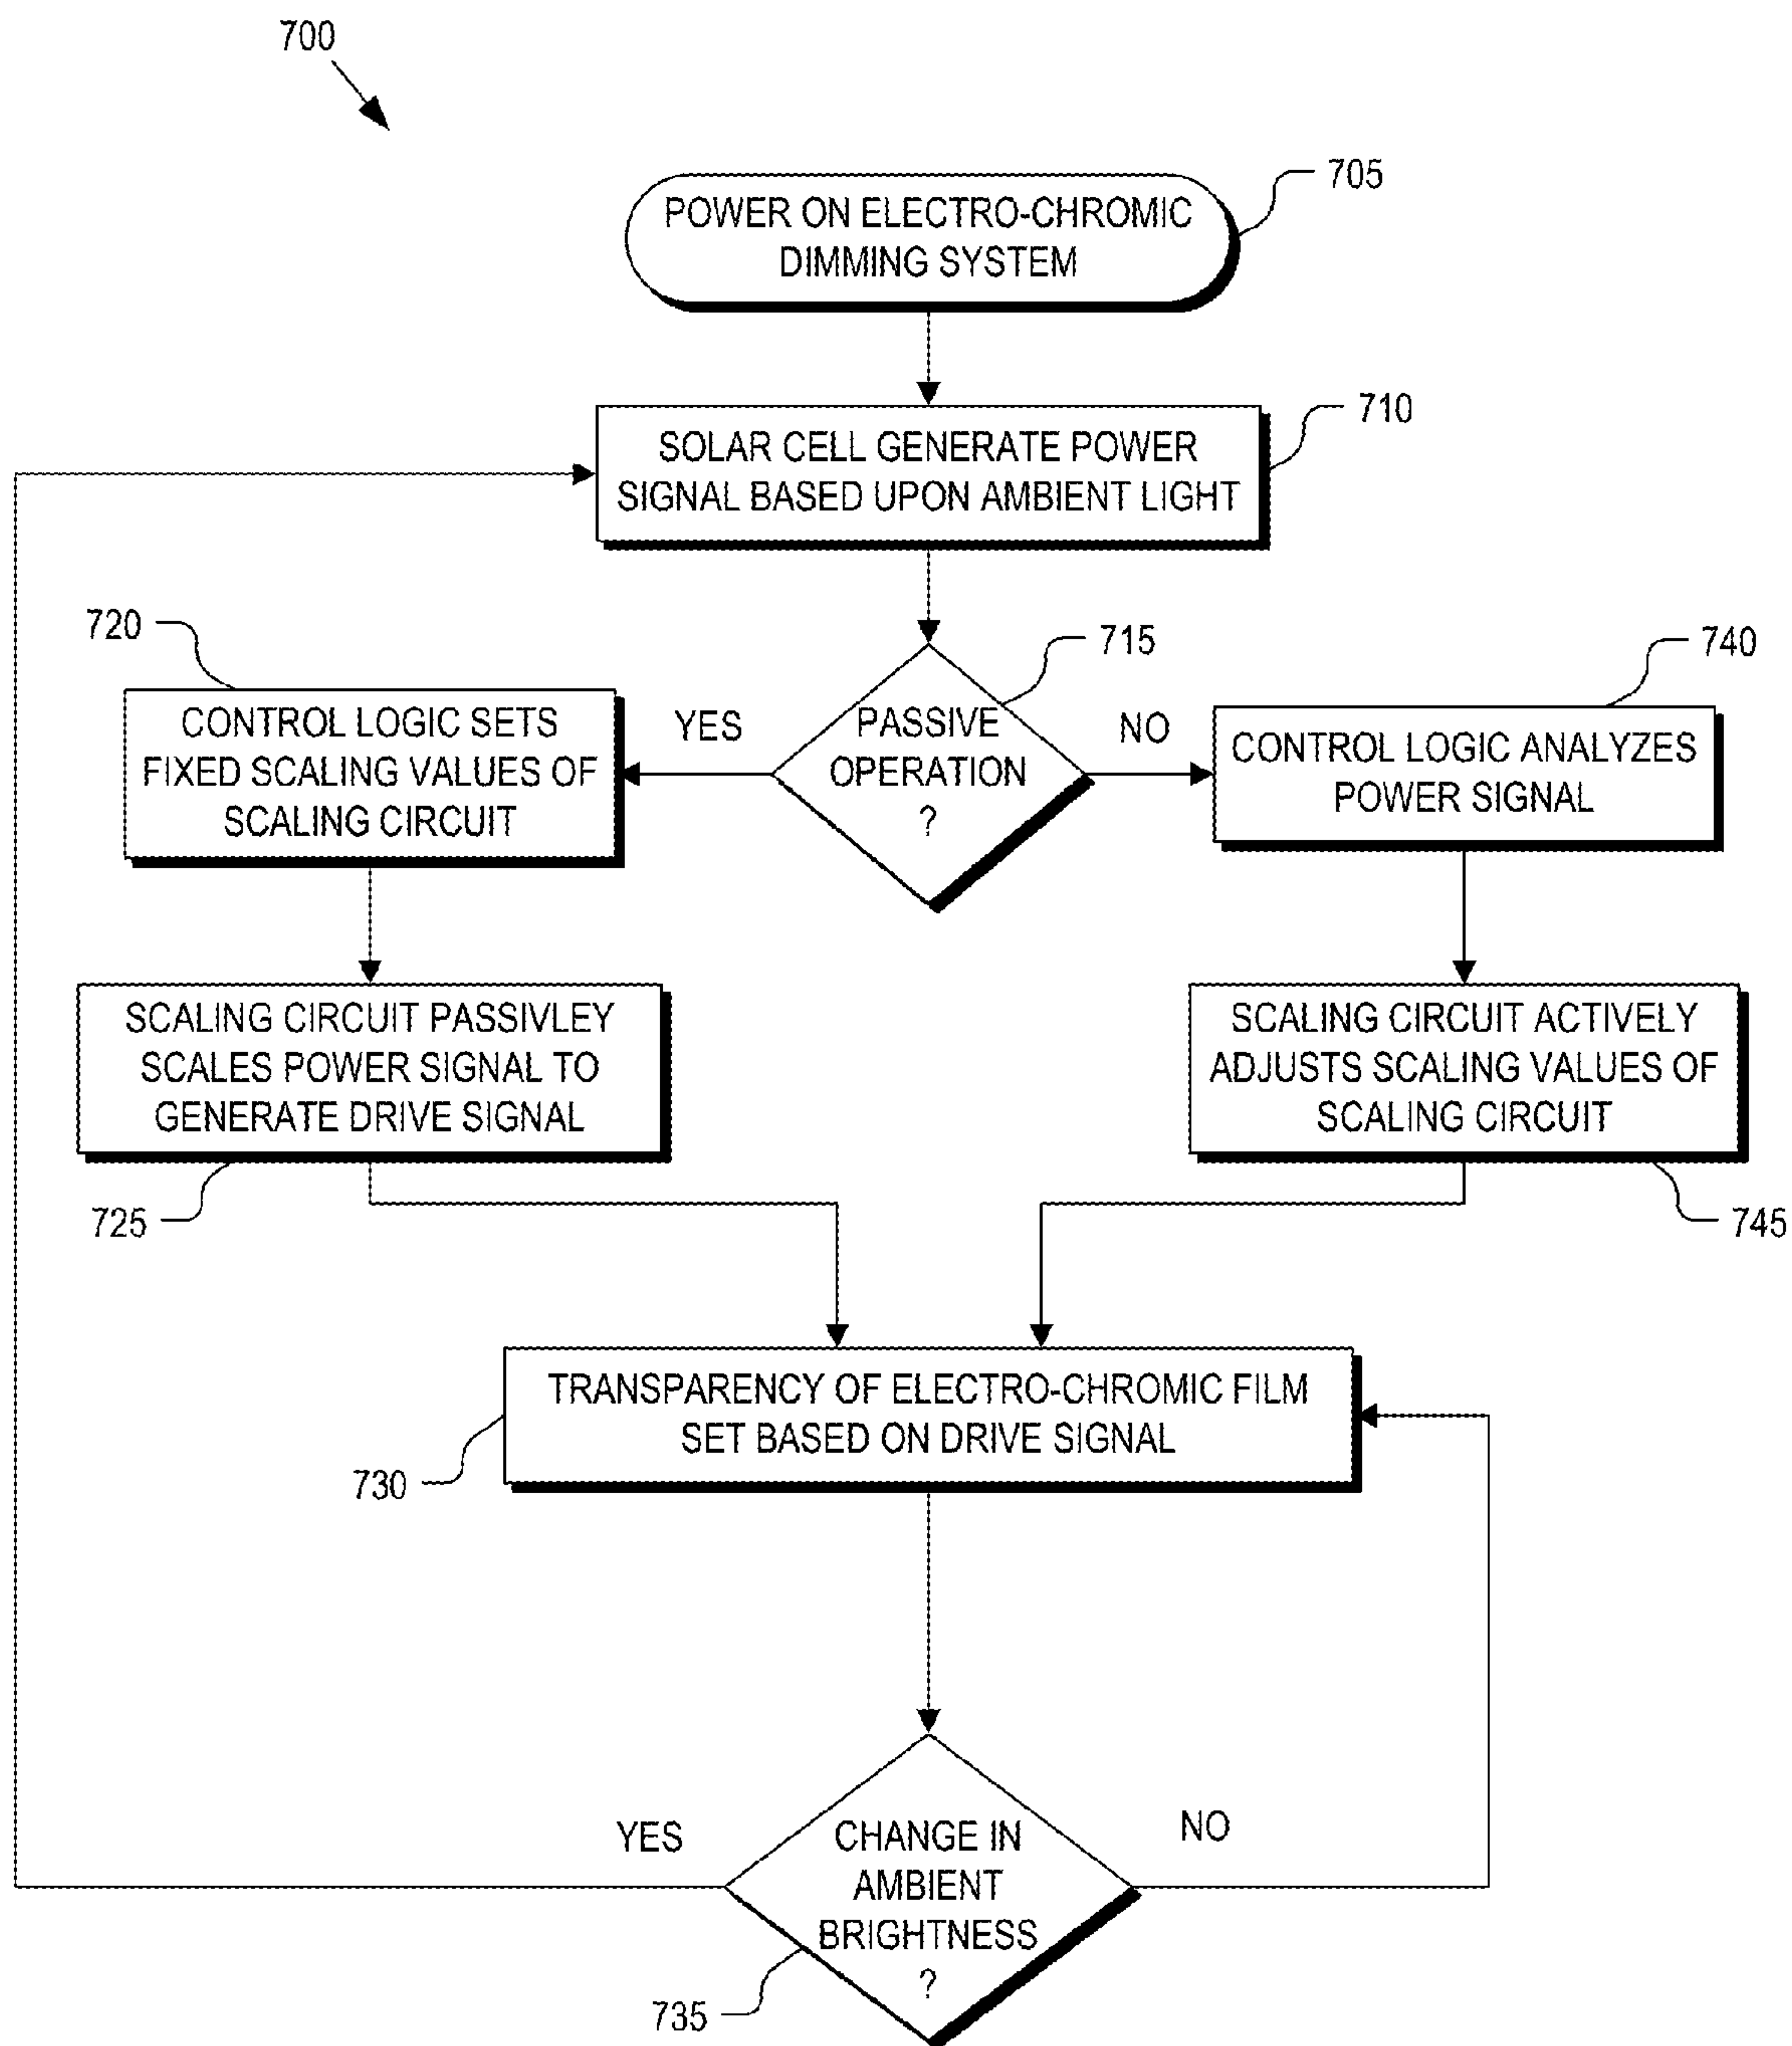 700
705
POWER ON ELECTRO-CHROMIC
DIMMING SYSTEM
710
SOLAR CELL GENERATE POWER
SIGNAL BASED UPON AMBIENT LIGHT
715
PASSIVE
OPERATION
?
YES
NO
720
CONTROL LOGIC SETS
FIXED SCALING VALUES OF
SCALING CIRCUIT
740
CONTROL LOGIC ANALYZES
POWER SIGNAL
SCALING CIRCUIT PASSIVLEY
SCALES POWER SIGNAL TO
GENERATE DRIVE SIGNAL
725
SCALING CIRCUIT ACTIVELY
ADJUSTS SCALING VALUES OF
SCALING CIRCUIT
745
TRANSPARENCY OF ELECTRO-CHROMIC FILM
SET BASED ON DRIVE SIGNAL
730
YES
CHANGE IN
AMBIENT
BRIGHTNESS
?
NO
735